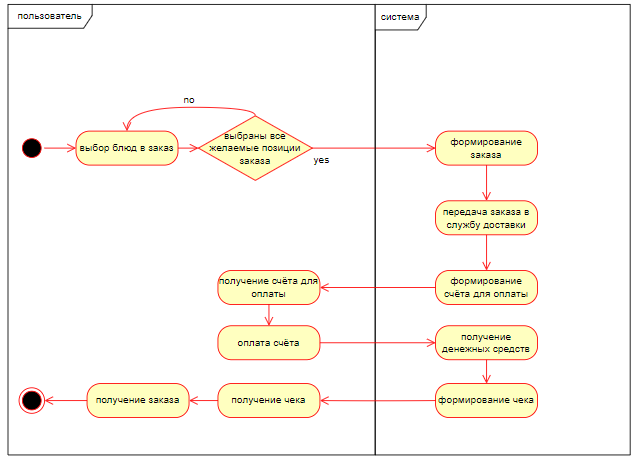 пользователь
система
no
выбор блюд в заказ
выбраны все
желаемые позиции
заказа
yes
формирование
заказа
передача заказа в
службу доставки
получение счёта для
оплаты
формирование
счёта для оплаты
оплата счёта
получение
денежных средств
получение заказа
получение чека
формирование чека